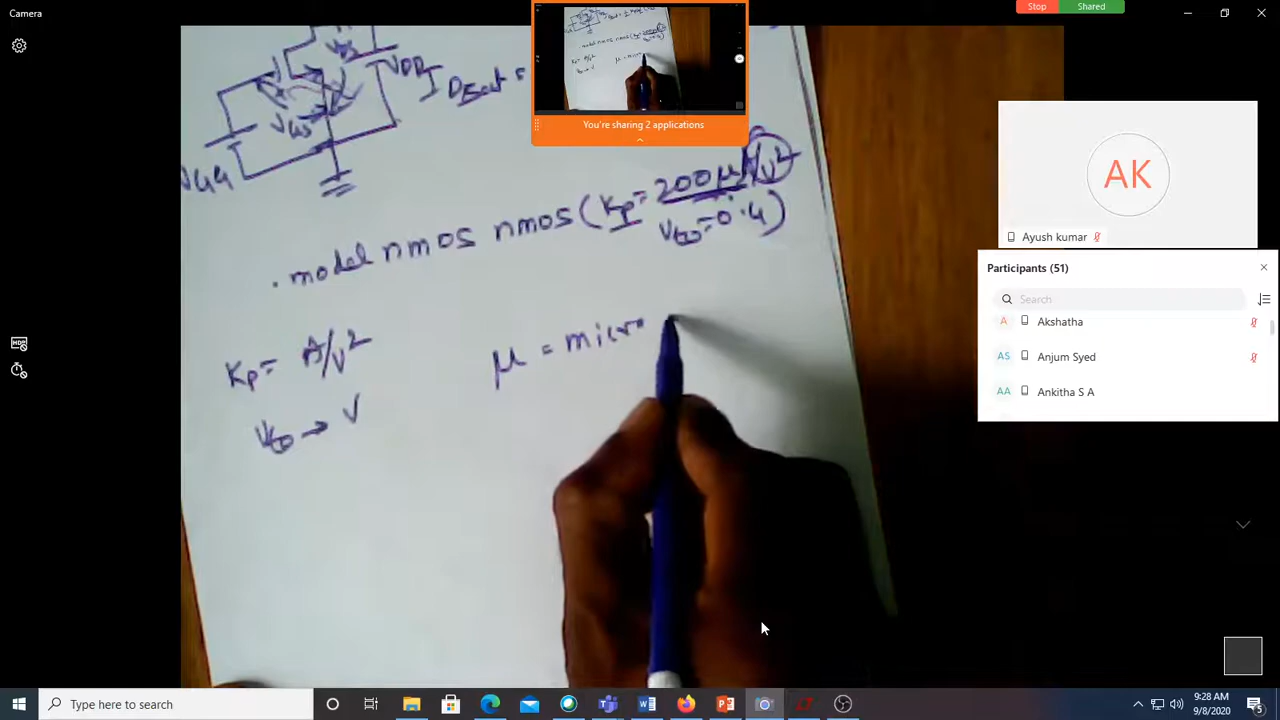 Camera
Stop
Shared
You're sharing 2 applications
VDD
VGS
VGG
.model nmos nmos (Kp = 200μA/V²
Vto = 0.4)
Kp = A/V²
Vto → V
μ = micro
AK
Ayush kumar
Participants (51)
Search
A Akshatha
AS Anjum Syed
AA Ankitha S A
Type here to search
9:28 AM
9/8/2020